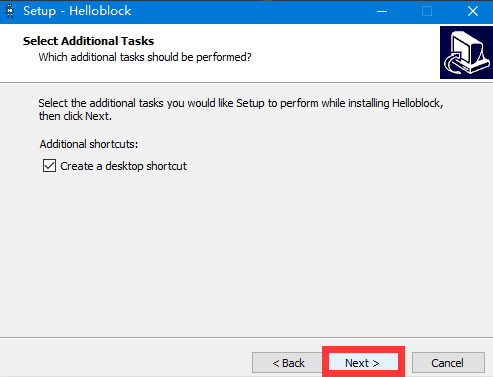 Setup - Helloblock
Select Additional Tasks
Which additional tasks should be performed?
Select the additional tasks you would like Setup to perform while installing Helloblock,
then click Next.
Additional shortcuts:
Create a desktop shortcut
< Back Next > Cancel